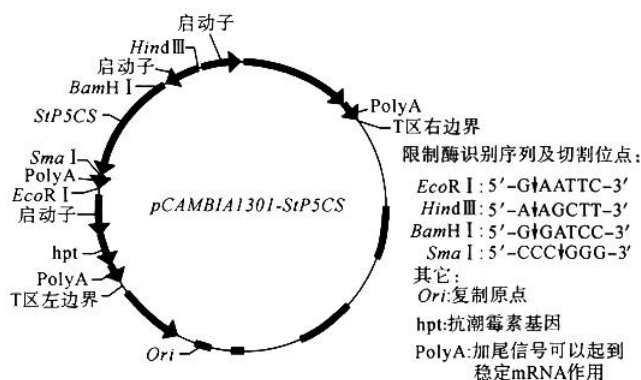 启动子
HindⅢ
启动子
BamHⅠ
StP5CS
SmaⅠ
PolyA
EcoRⅠ
启动子
hpt
PolyA
T区左边界
Ori
pCAMBIA1301-StP5CS
PolyA
T区右边界
限制酶识别序列及切割位点:
EcoRⅠ:5′-G↓AATTC-3′
HindⅢ:5′-A↓AGCTT-3′
BamHⅠ:5′-G↓GATCC-3′
SmaⅠ:5′-CCC↓GGG-3′
其它:
Ori:复制原点
hpt:抗潮霉素基因
PolyA:加尾信号可以起到
稳定mRNA作用